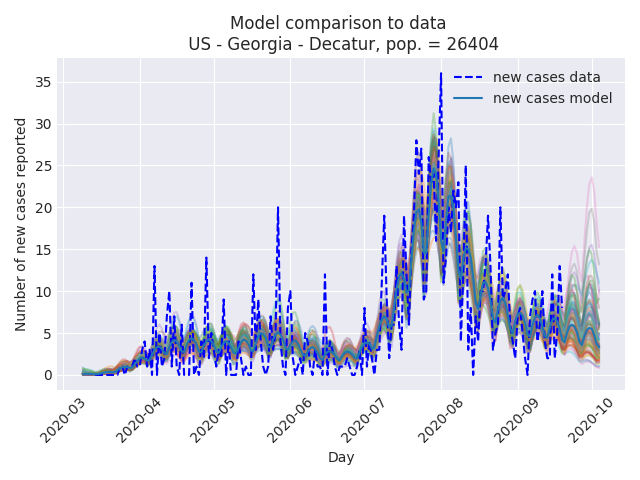 Model comparison to data
US - Georgia - Decatur, pop. = 26404
new cases data
new cases model
Number of new cases reported
35
30
25
20
15
10
5
0
2020-03
2020-04
2020-05
2020-06
2020-07
2020-08
2020-09
2020-10
Day